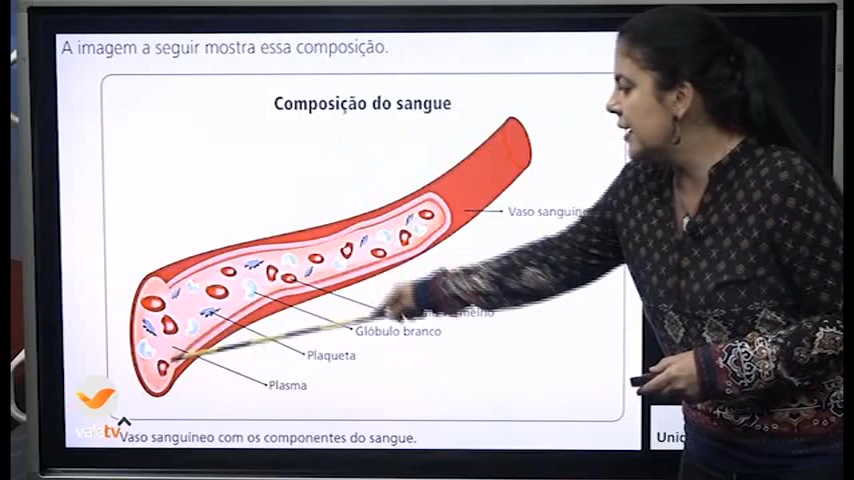 A imagem a seguir mostra essa composição.
Composição do sangue
Vaso sanguíneo
vermelho
Glóbulo branco
Plaqueta
Plasma
vale tv
Vaso sanguíneo com os componentes do sangue.